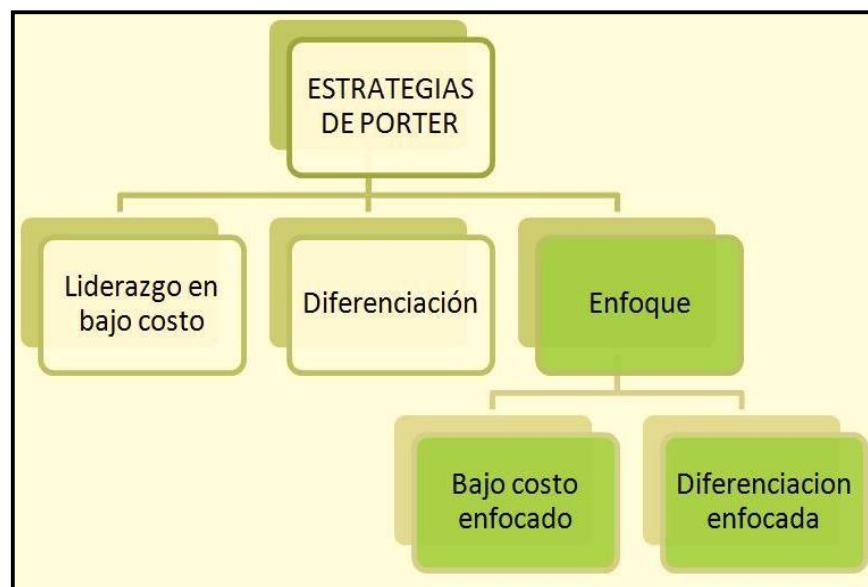 ESTRATEGIAS
DE PORTER
Liderazgo en
bajo costo
Diferenciación
Enfoque
Bajo costo
enfocado
Diferenciacion
enfocada